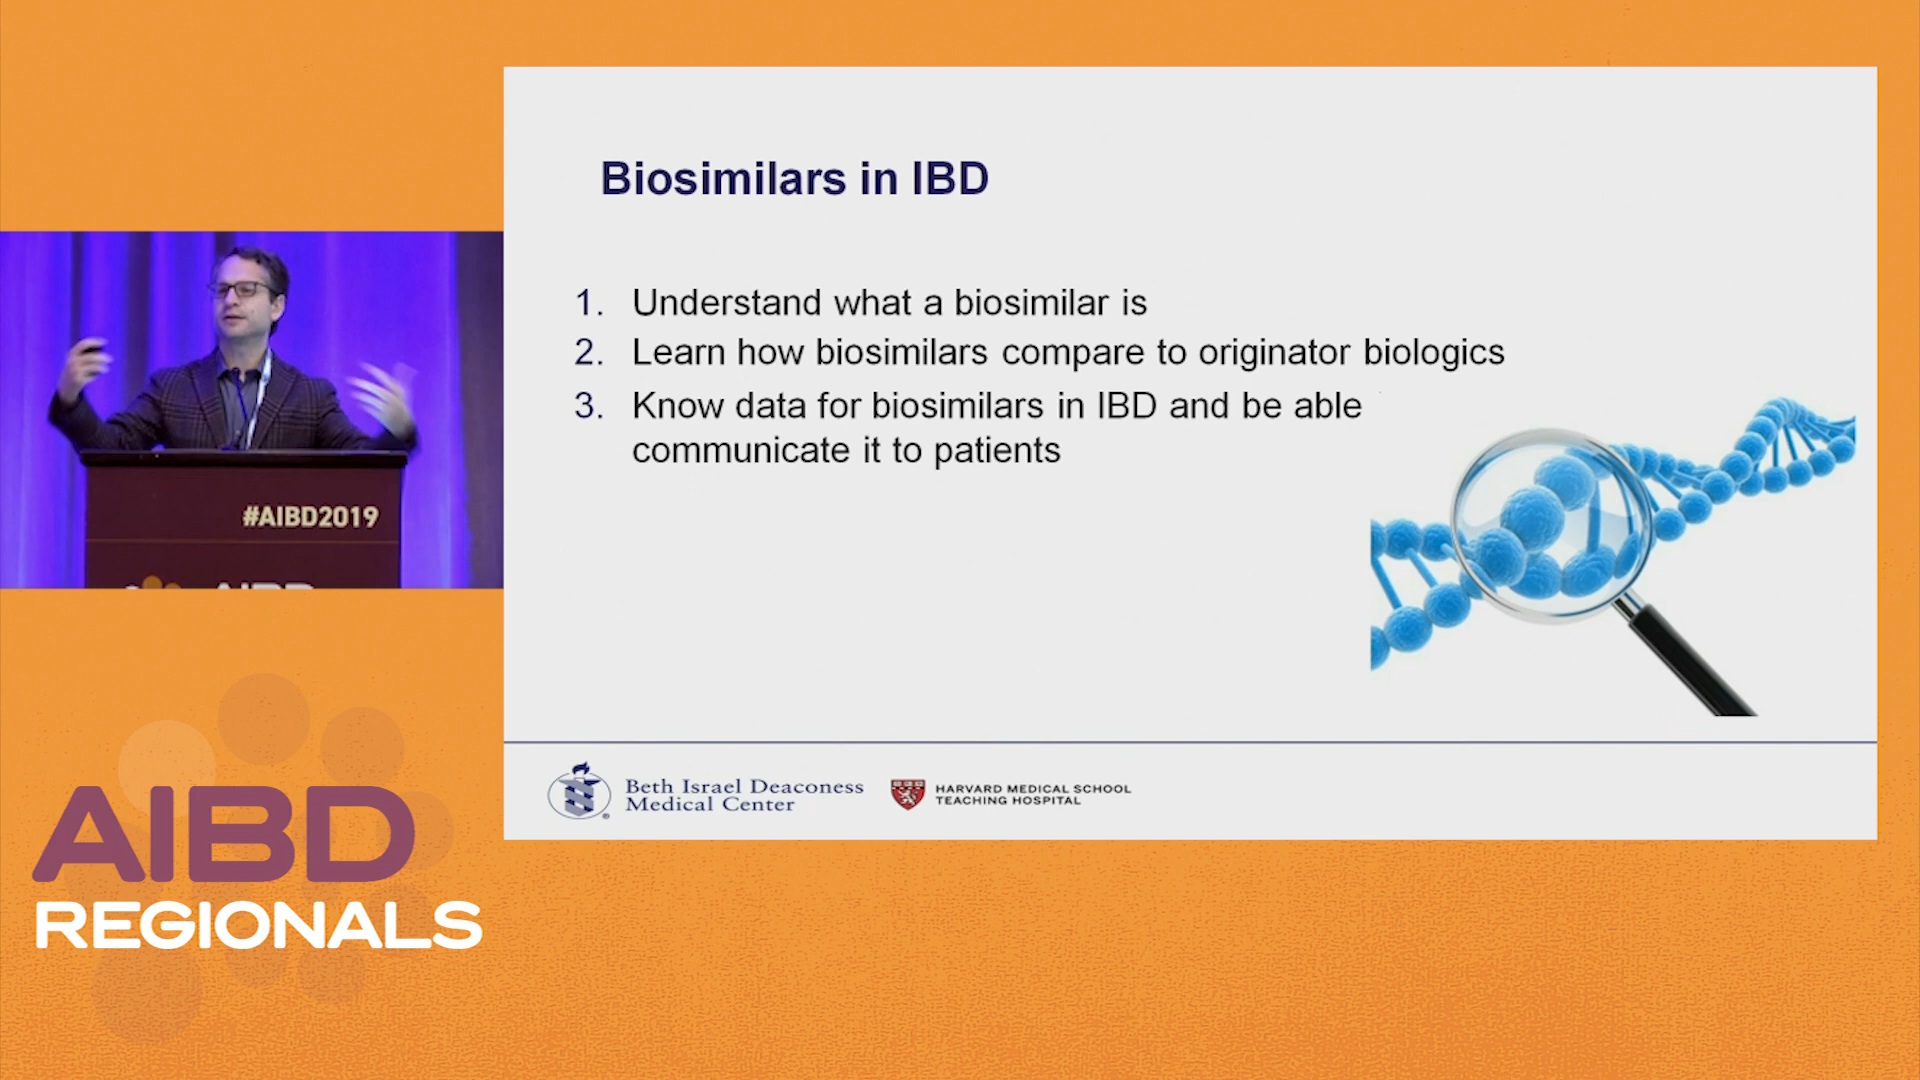 Biosimilars in IBD
1. Understand what a biosimilar is
2. Learn how biosimilars compare to originator biologics
3. Know data for biosimilars in IBD and be able
communicate it to patients
#AIBD2019
AIBD
Beth Israel Deaconess
Medical Center
®
HARVARD MEDICAL SCHOOL
TEACHING HOSPITAL
AIBD
REGIONALS